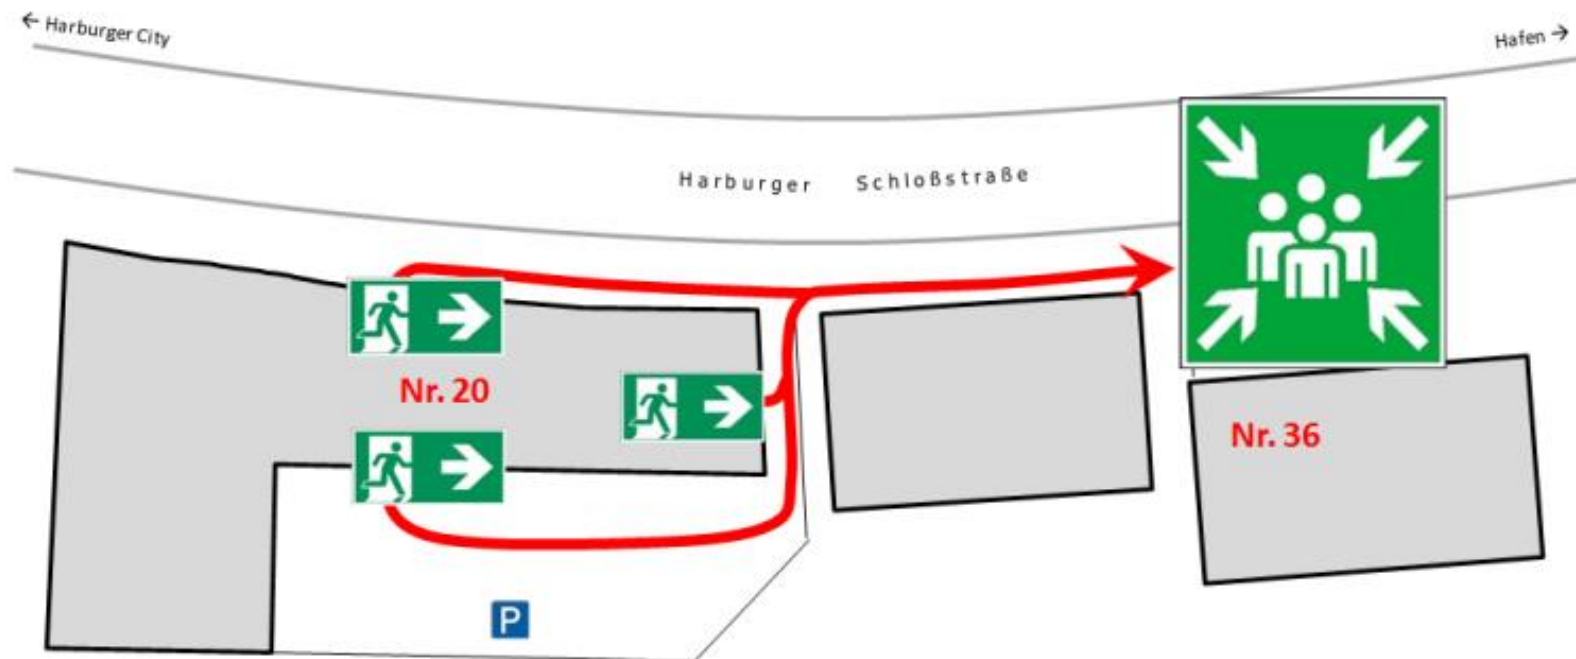 ← Harburger City
Hafen →
Harburger Schloßstraße
Nr. 20
Nr. 36
P